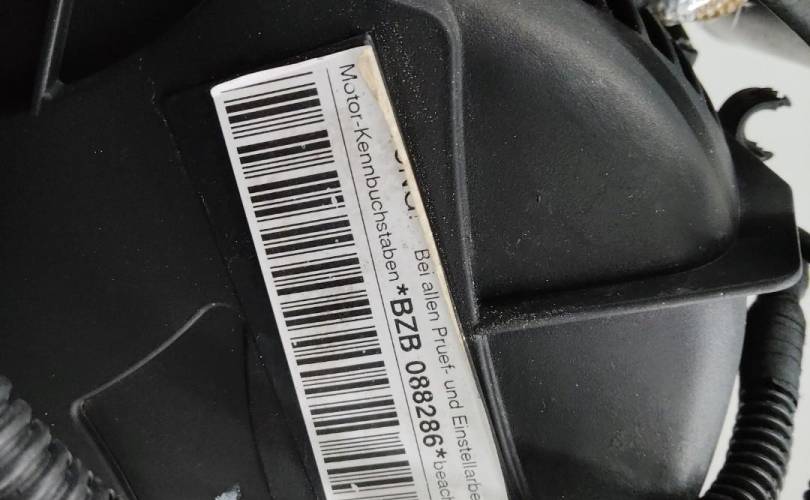 Bei allen Pruef- und Einstellarbe
Motor-Kennbuchstaben *BZB 088286* beach